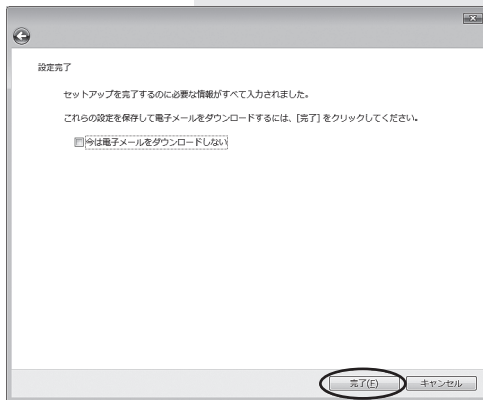 設定完了
セットアップを完了するのに必要な情報がすべて入力されました。
これらの設定を保存して電子メールをダウンロードするには、[完了] をクリックしてください。
今は電子メールをダウンロードしない
完了(F) キャンセル